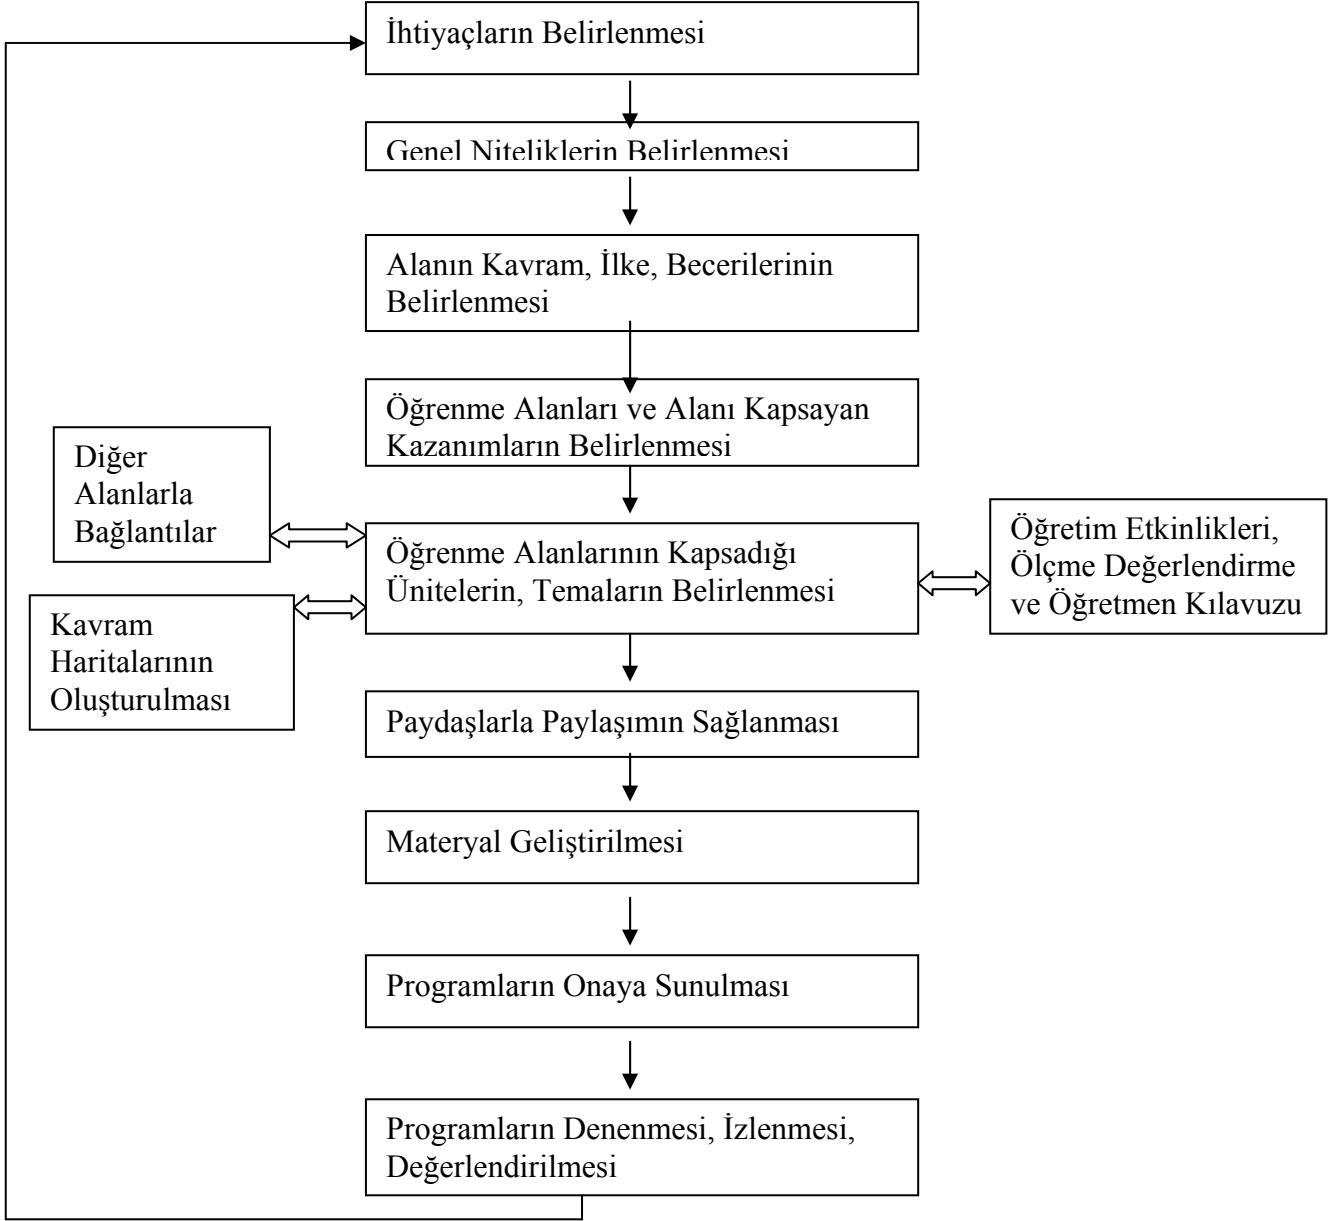 İhtiyaçların Belirlenmesi
Genel Niteliklerin Belirlenmesi
Alanın Kavram, İlke, Becerilerinin
Belirlenmesi
Öğrenme Alanları ve Alanı Kapsayan
Kazanımların Belirlenmesi
Diğer
Alanlarla
Bağlantılar
Öğrenme Alanlarının Kapsadığı
Ünitelerin, Temaların Belirlenmesi
Öğretim Etkinlikleri,
Ölçme Değerlendirme
ve Öğretmen Kılavuzu
Kavram
Haritalarının
Oluşturulması
Paydaşlarla Paylaşımın Sağlanması
Materyal Geliştirilmesi
Programların Onaya Sunulması
Programların Denenmesi, İzlenmesi,
Değerlendirilmesi